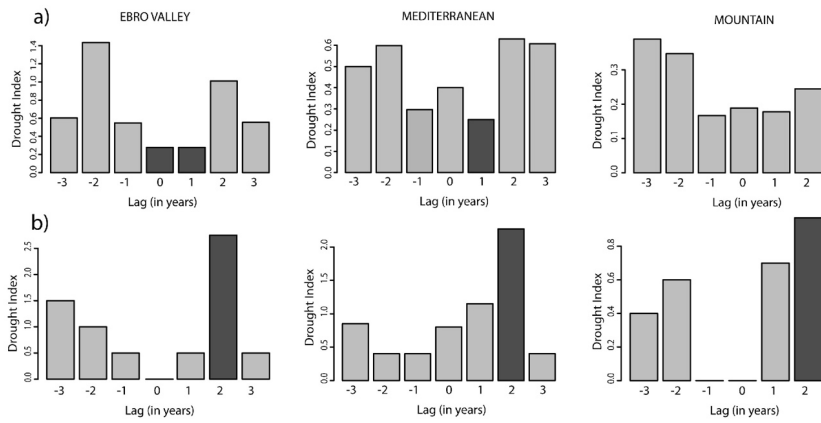 a)
EBRO VALLEY
MEDITERRANEAN
MOUNTAIN
Drought Index
0.0 0.2 0.6 1.0 1.4
-3 -2 -1 0 1 2 3
Lag (in years)
Drought Index
0.0 0.1 0.2 0.3 0.4 0.5 0.6
-3 -2 -1 0 1 2 3
Lag (in years)
Drought Index
0.0 0.1 0.2 0.3
-3 -2 -1 0 1 2
Lag (in years)
b)
Drought Index
0.0 0.5 1.0 1.5 2.0 2.5
-3 -2 -1 0 1 2 3
Lag (in years)
Drought Index
0.0 0.5 1.0 1.5 2.0
-3 -2 -1 0 1 2 3
Lag (in years)
Drought Index
0.0 0.2 0.4 0.6 0.8
-3 -2 -1 0 1 2
Lag (in years)